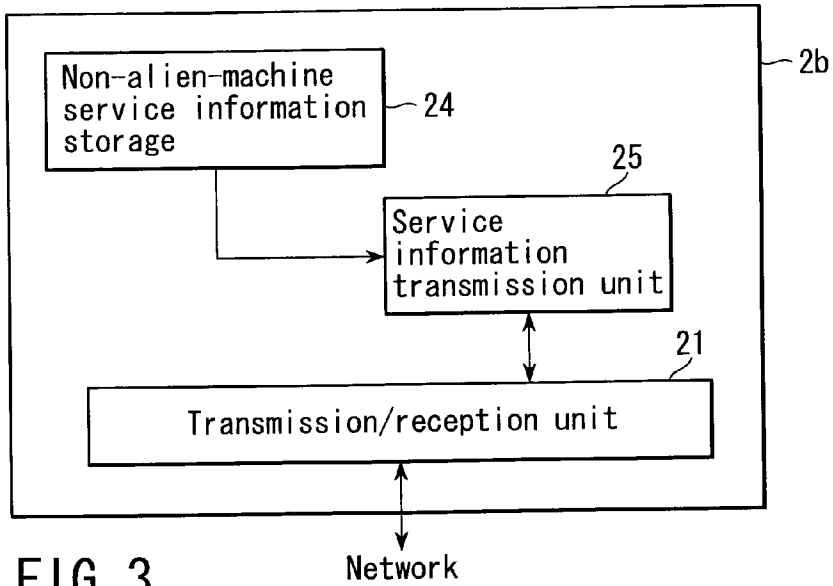 2b
Non-alien-machine
service information
storage
24
25
Service
information
transmission unit
21
Transmission/reception unit
Network
FIG.3